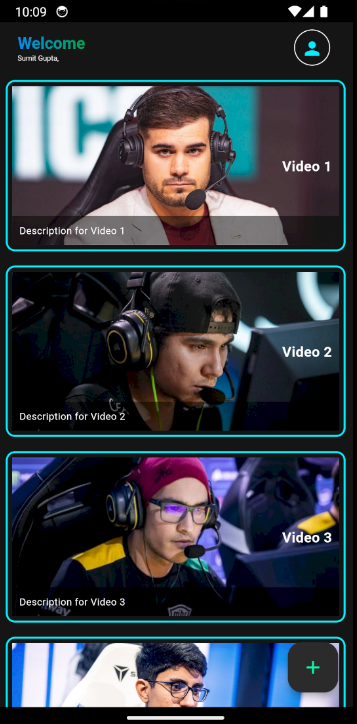 10:09
Welcome
Sumit Gupta,
Video 1
Description for Video 1
Video 2
Description for Video 2
Video 3
Description for Video 3